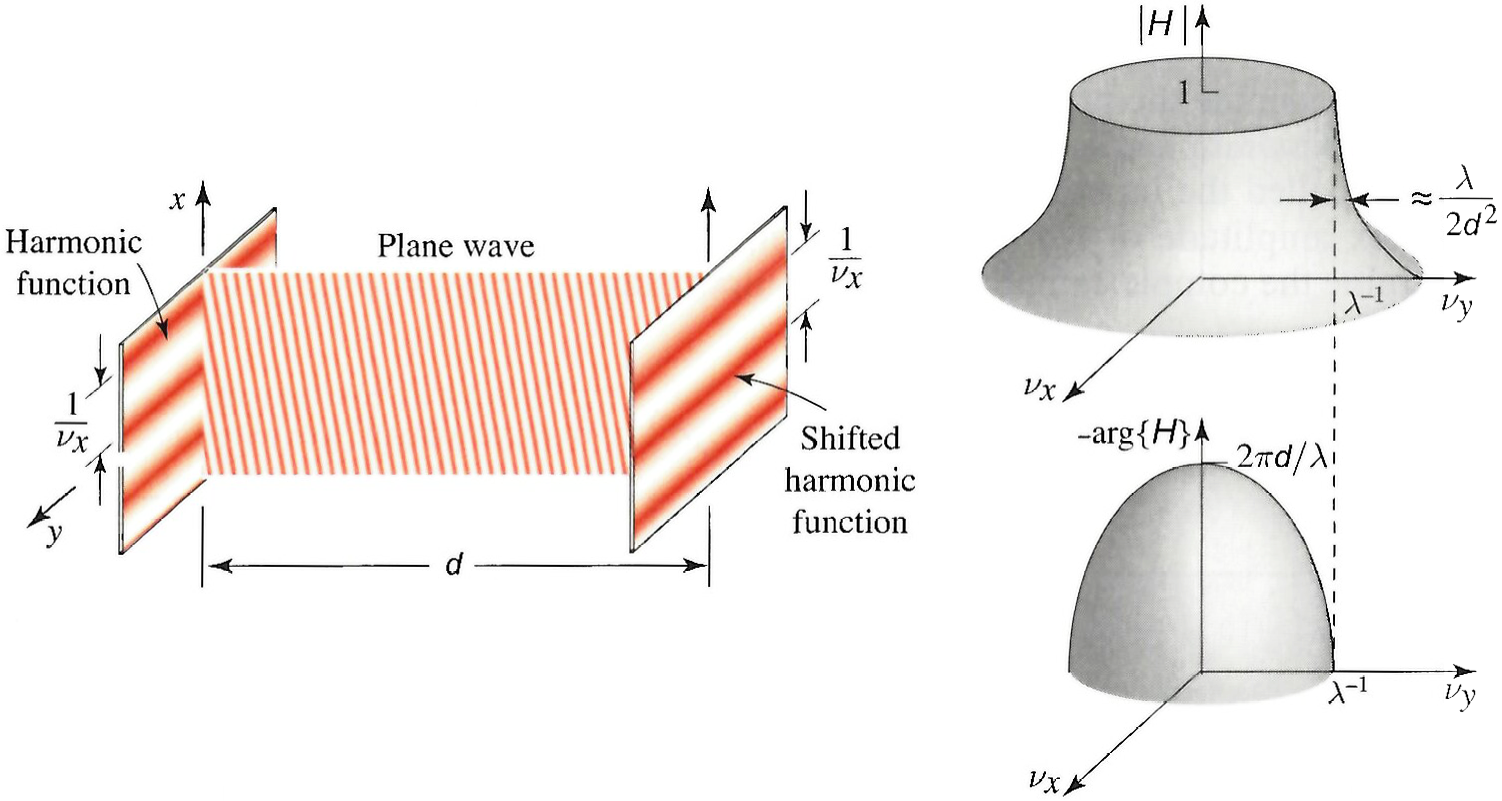 x
Harmonic
function
Plane wave
1
νx
1
νx
y
Shifted
harmonic
function
d
|H|
1
≈ λ
2d²
λ⁻¹
νy
νx
-arg{H}
2πd/λ
λ⁻¹
νy
νx